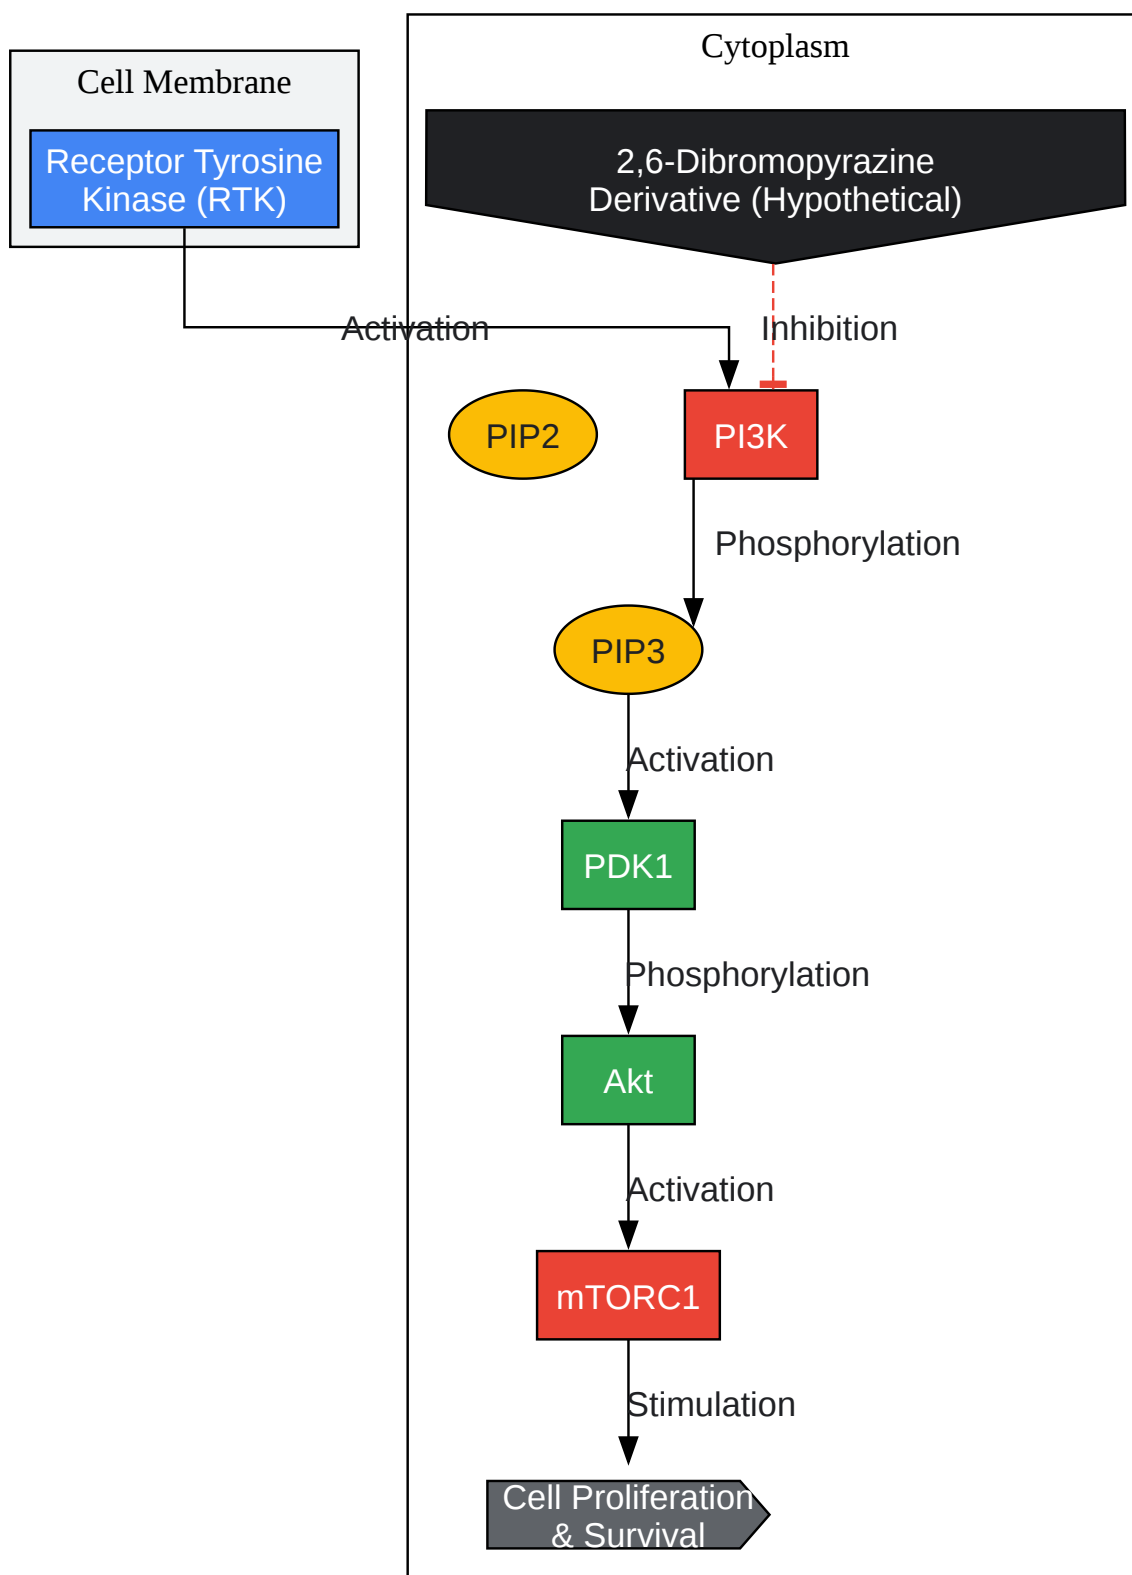 Cytoplasm
Cell Membrane
Receptor Tyrosine
Kinase (RTK)
2,6-Dibromopyrazine
Derivative (Hypothetical)
Activation
Inhibition
PIP2
PI3K
Phosphorylation
PIP3
Activation
PDK1
Phosphorylation
Akt
Activation
mTORC1
Stimulation
Cell Proliferation
& Survival